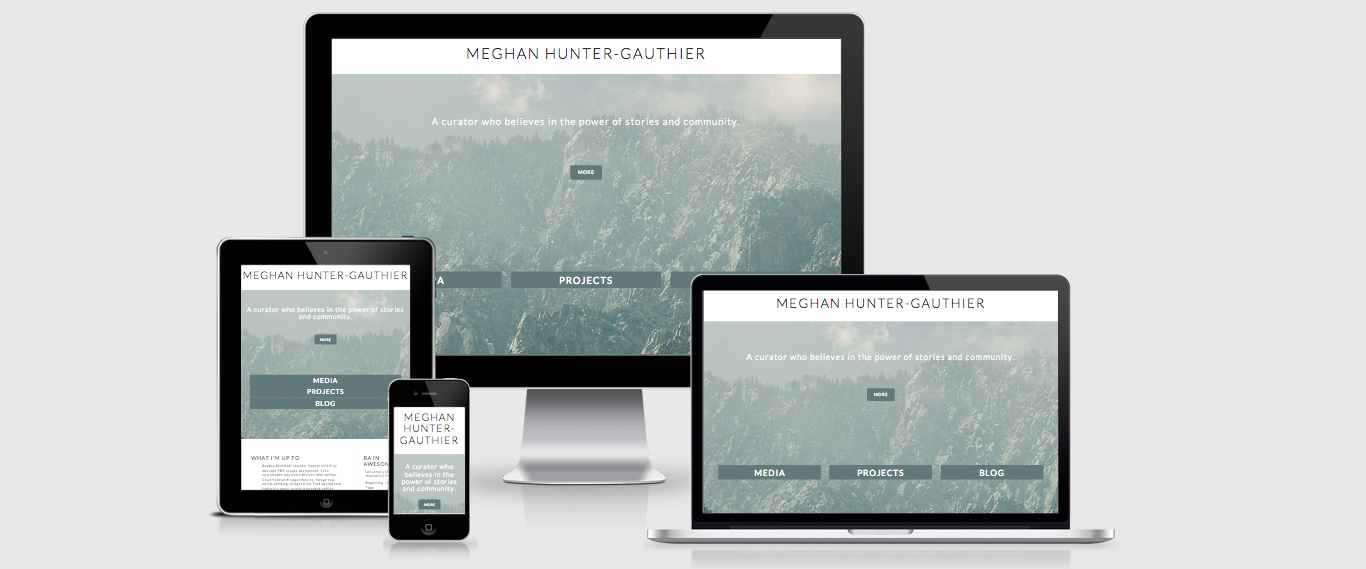 MEGHAN HUNTER-GAUTHIER
A curator who believes in the power of stories and community.
MORE
A
PROJECTS
MEGHAN HUNTER-GAUTHIER
A curator who believes in the power of stories
and community.
MORE
MEDIA
PROJECTS
BLOG
WHAT I'M UP TO
BA IN
AWESOME
MEGHAN
HUNTER-
GAUTHIER
A curator who
believes in the
power of stories
and community.
MORE
MEGHAN HUNTER-GAUTHIER
A curator who believes in the power of stories and community.
MORE
MEDIA
PROJECTS
BLOG